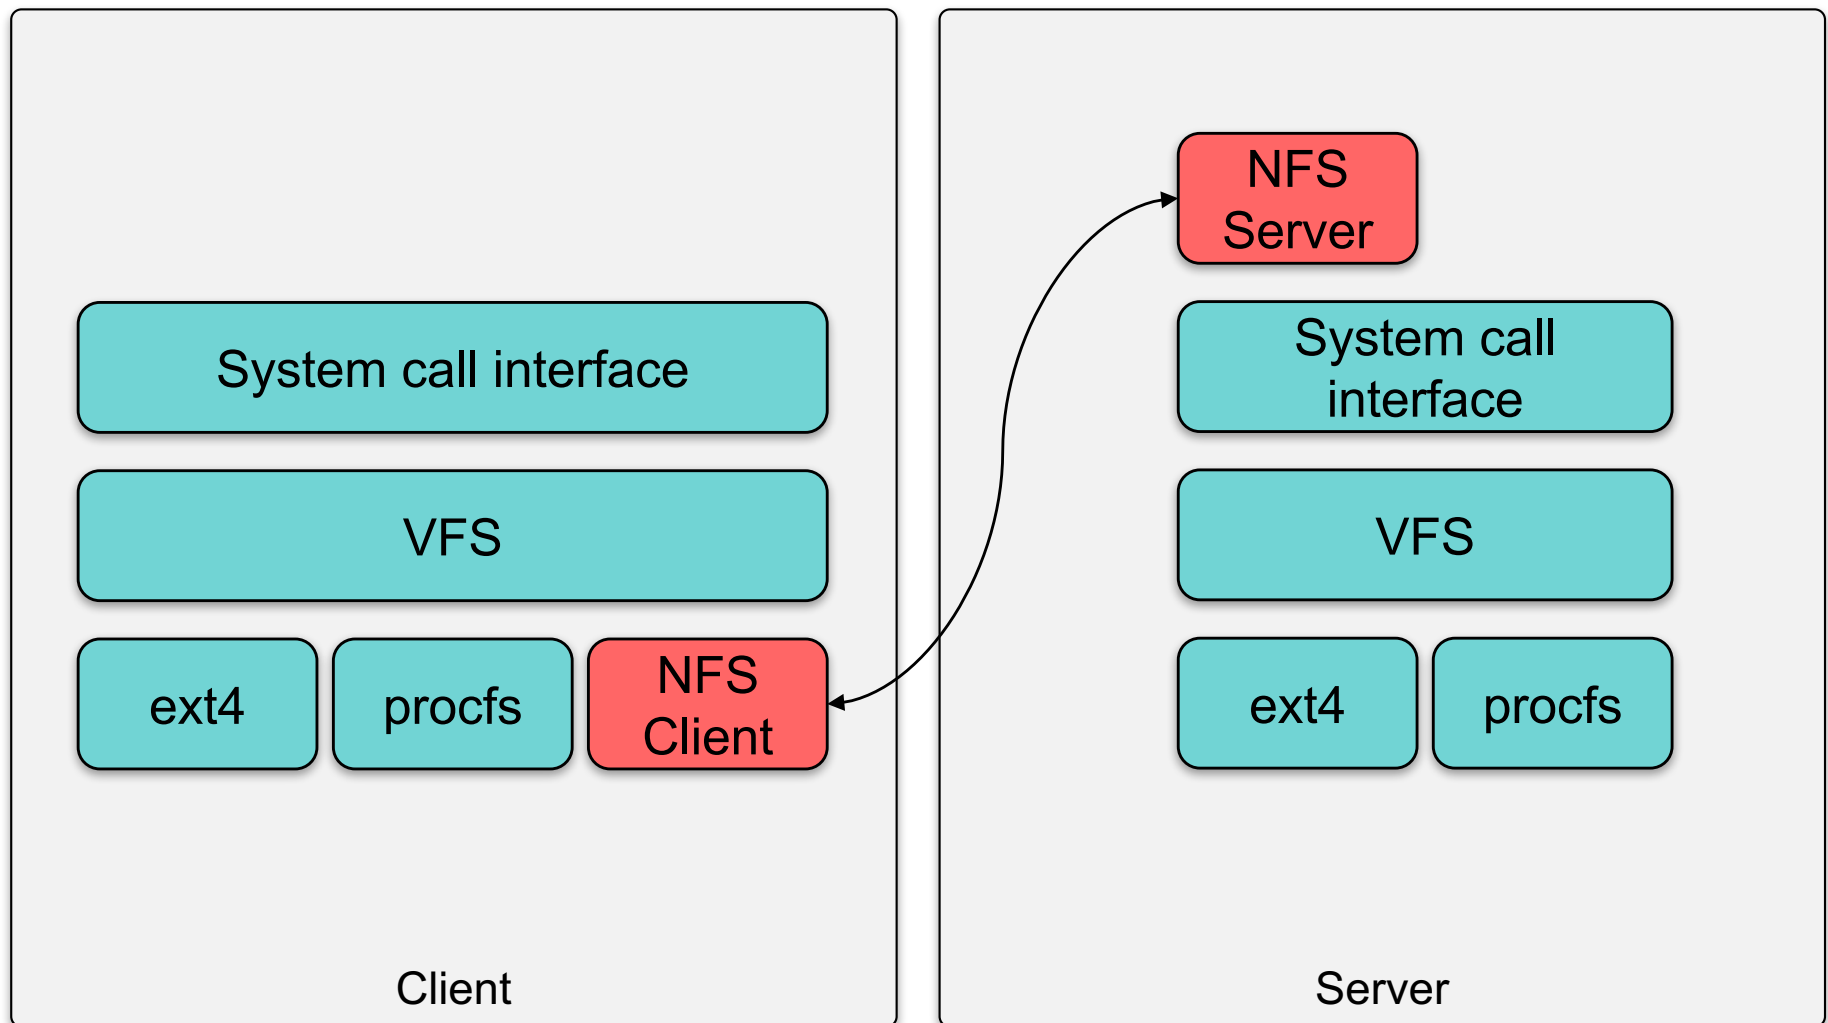 System call interface
VFS
ext4
procfs
NFS
Client
Client
NFS
Server
System call
interface
VFS
ext4
procfs
Server